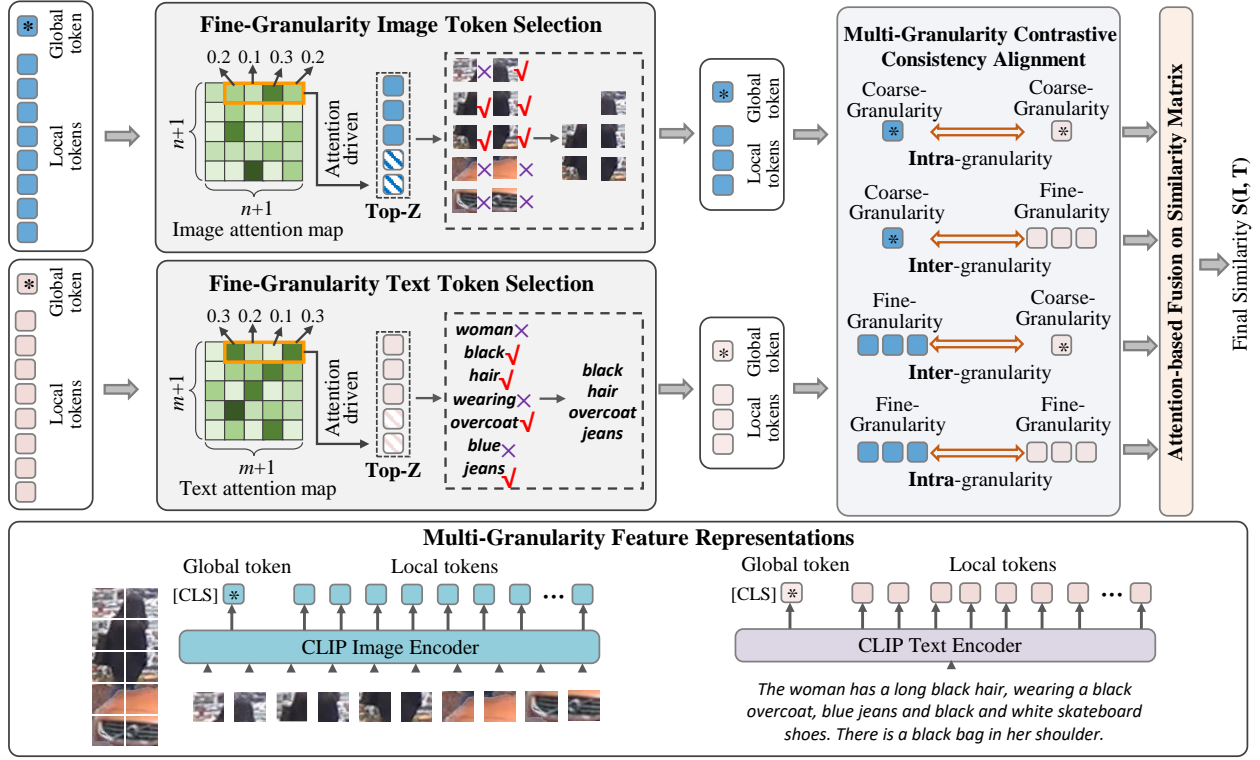 Global
token
Local
tokens
*
Fine-Granularity Image Token Selection
0.2 0.1 0.3 0.2
n+1
n+1
Image attention map
Attention
driven
Top-Z
× √
√ √
√ √
× ×
× ×
*
Global
token
Local
tokens
Global
token
Local
tokens
*
Fine-Granularity Text Token Selection
0.3 0.2 0.1 0.3
m+1
m+1
Text attention map
Attention
driven
Top-Z
woman ×
black √
hair √
wearing ×
overcoat √
blue ×
jeans √
black
hair
overcoat
jeans
*
Global
token
Local
tokens
Multi-Granularity Contrastive
Consistency Alignment
Coarse-
Granularity
Coarse-
Granularity
* *
Intra-granularity
Coarse-
Granularity
Fine-
Granularity
*
Inter-granularity
Fine-
Granularity
Coarse-
Granularity
*
Inter-granularity
Fine-
Granularity
Fine-
Granularity
Intra-granularity
Attention-based Fusion on Similarity Matrix
Final Similarity S(I, T)
Multi-Granularity Feature Representations
Global token Local tokens
[CLS] * ...
CLIP Image Encoder
Global token Local tokens
[CLS] * ...
CLIP Text Encoder
The woman has a long black hair, wearing a black
overcoat, blue jeans and black and white skateboard
shoes. There is a black bag in her shoulder.